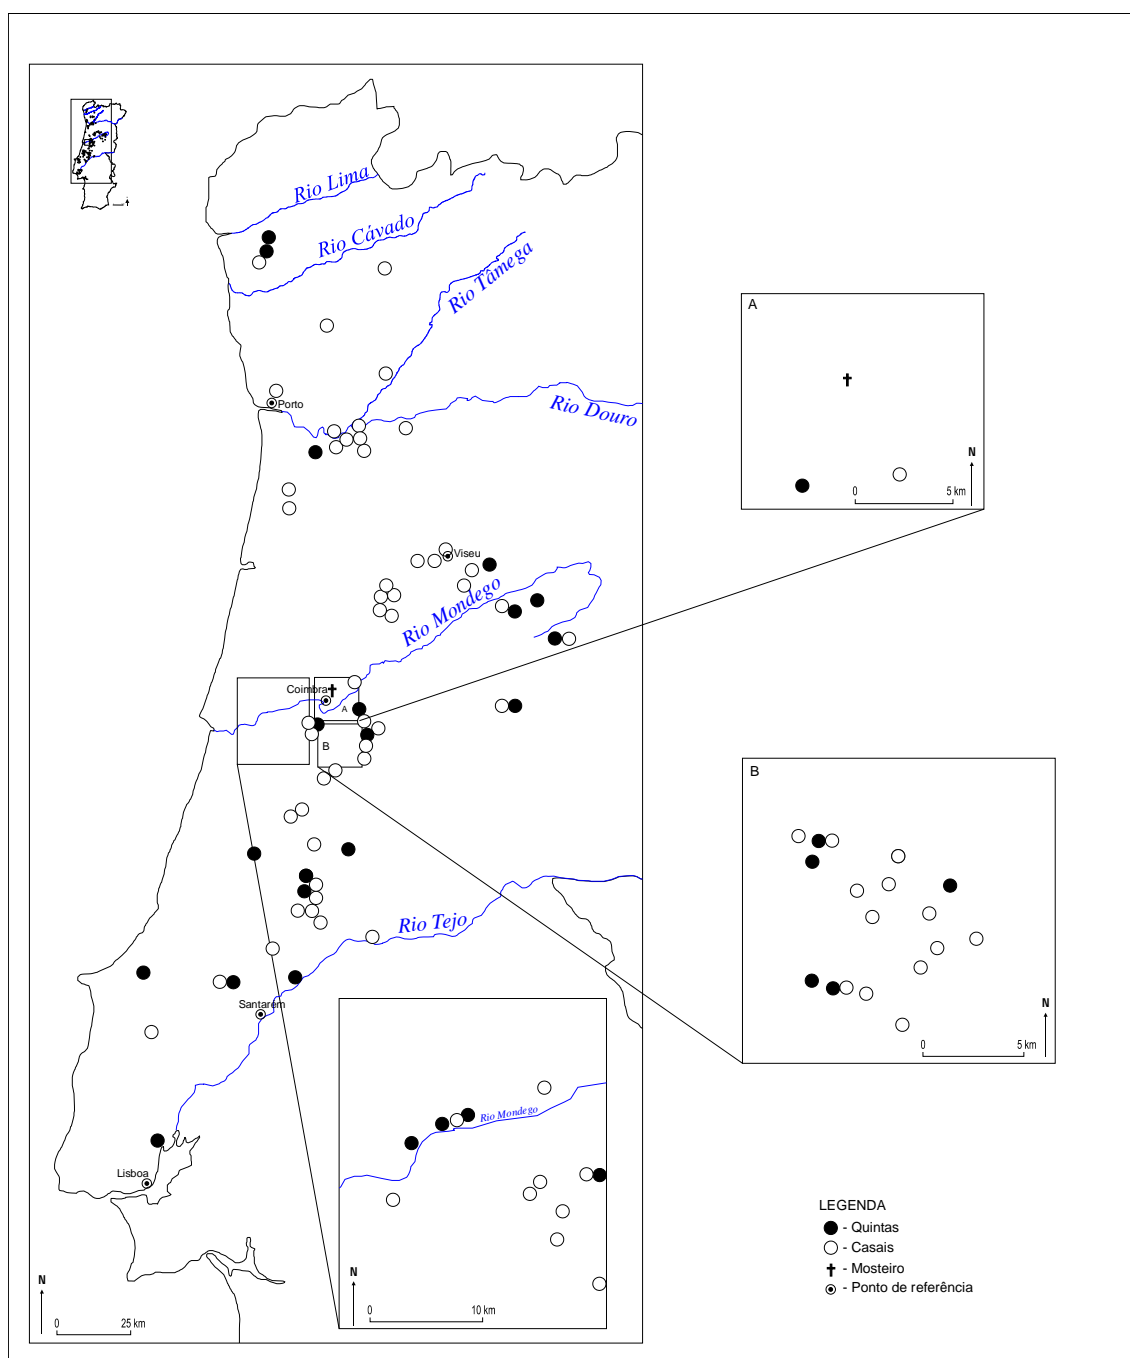 Rio Lima
Rio Cávado
Rio Tâmega
Porto
Rio Douro
Viseu
Rio Mondego
Coimbra
A
B
Rio Tejo
Santarém
Lisboa
N
0 25 km
Rio Mondego
N
0 10 km
A
N
0 5 km
B
N
0 5 km
LEGENDA
- Quintas
- Casais
- Mosteiro
- Ponto de referência